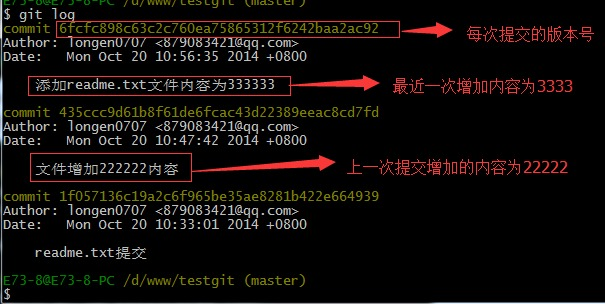 E73-8@E73-8-PC /d/www/testgit (master)
$ git log
commit 6fcfc898c63c2c760ea75865312f6242baa2ac92 每次提交的版本号
Author: longen0707 <879083421@qq.com>
Date:   Mon Oct 20 10:56:35 2014 +0800
添加readme.txt文件内容为333333 最近一次增加内容为3333
commit 435ccc9d61b8f61de6fcac43d22389eeac8cd7fd
Author: longen0707 <879083421@qq.com>
Date:   Mon Oct 20 10:47:42 2014 +0800
文件增加222222内容 上一次提交增加的内容为22222
commit 1f057136c19a2c6f965be35ae8281b422e664939
Author: longen0707 <879083421@qq.com>
Date:   Mon Oct 20 10:33:01 2014 +0800
readme.txt提交
E73-8@E73-8-PC /d/www/testgit (master)
$